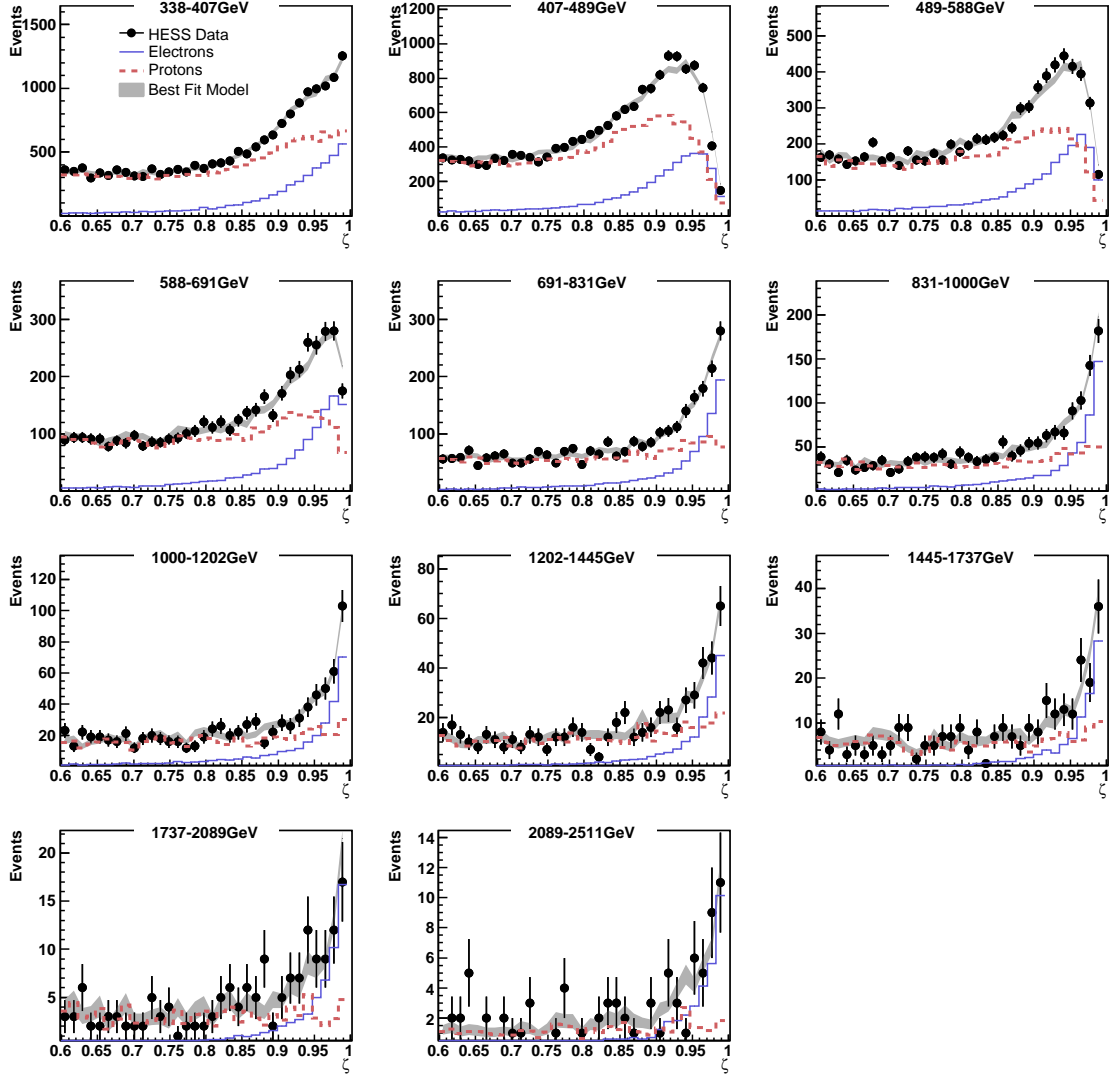 338-407GeV
Events
1500
1000
500
HESS Data
Electrons
Protons
Best Fit Model
0.6 0.65 0.7 0.75 0.8 0.85 0.9 0.95 1
ζ
407-489GeV
Events
1200
1000
800
600
400
200
0
0.6 0.65 0.7 0.75 0.8 0.85 0.9 0.95 1
ζ
489-588GeV
Events
500
400
300
200
100
0.6 0.65 0.7 0.75 0.8 0.85 0.9 0.95 1
ζ
588-691GeV
Events
300
200
100
0.6 0.65 0.7 0.75 0.8 0.85 0.9 0.95 1
ζ
691-831GeV
Events
300
200
100
0.6 0.65 0.7 0.75 0.8 0.85 0.9 0.95 1
ζ
831-1000GeV
Events
200
150
100
50
0.6 0.65 0.7 0.75 0.8 0.85 0.9 0.95 1
ζ
1000-1202GeV
Events
120
100
80
60
40
20
0.6 0.65 0.7 0.75 0.8 0.85 0.9 0.95 1
ζ
1202-1445GeV
Events
80
60
40
20
0.6 0.65 0.7 0.75 0.8 0.85 0.9 0.95 1
ζ
1445-1737GeV
Events
40
30
20
10
0.6 0.65 0.7 0.75 0.8 0.85 0.9 0.95 1
ζ
1737-2089GeV
Events
20
15
10
5
0.6 0.65 0.7 0.75 0.8 0.85 0.9 0.95 1
ζ
2089-2511GeV
Events
14
12
10
8
6
4
2
0.6 0.65 0.7 0.75 0.8 0.85 0.9 0.95 1
ζ